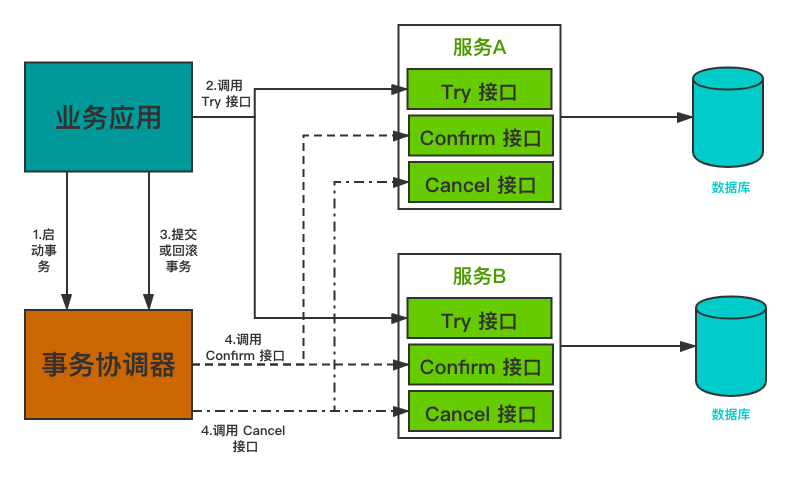 服务A
业务应用
2.调用
Try 接口
Try 接口
Confirm 接口
Cancel 接口
数据库
1.启
动事
务
3.提交
或回滚
事务
服务B
Try 接口
事务协调器
4.调用
Confirm 接口
Confirm 接口
Cancel 接口
数据库
4.调用 Cancel
接口